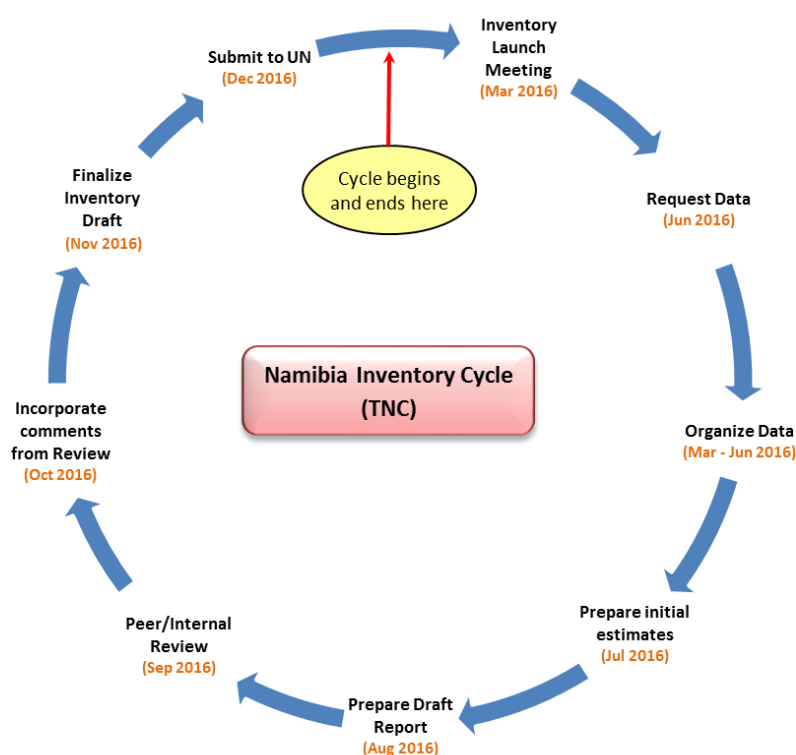 Inventory
Launch
Meeting
(Mar 2016)
Request Data
(Jun 2016)
Organize Data
(Mar - Jun 2016)
Prepare initial
estimates
(Jul 2016)
Prepare Draft
Report
(Aug 2016)
Peer/Internal
Review
(Sep 2016)
Incorporate
comments
from Review
(Oct 2016)
Finalize
Inventory
Draft
(Nov 2016)
Submit to UN
(Dec 2016)
Cycle begins
and ends here
Namibia Inventory Cycle
(TNC)